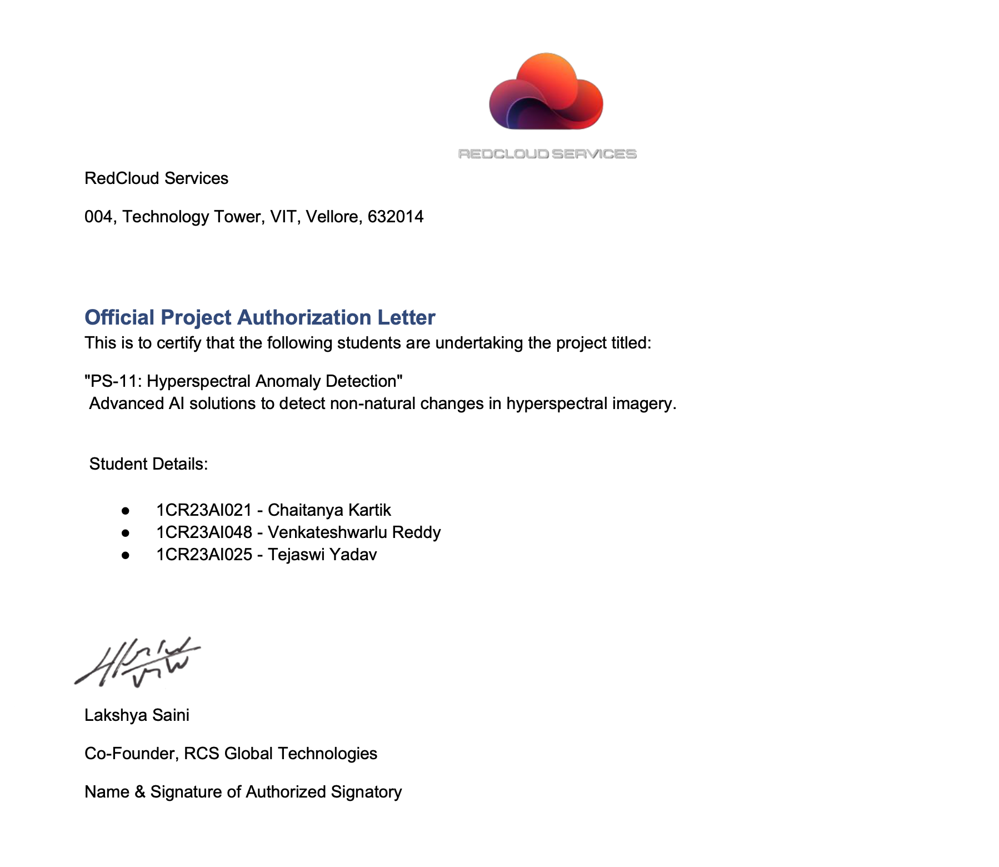 REDCLOUD SERVICES
RedCloud Services
004, Technology Tower, VIT, Vellore, 632014
Official Project Authorization Letter
This is to certify that the following students are undertaking the project titled:
"PS-11: Hyperspectral Anomaly Detection"
Advanced AI solutions to detect non-natural changes in hyperspectral imagery.
Student Details:
● 1CR23AI021 - Chaitanya Kartik
● 1CR23AI048 - Venkateshwarlu Reddy
● 1CR23AI025 - Tejaswi Yadav
Lakshya Saini
Co-Founder, RCS Global Technologies
Name & Signature of Authorized Signatory